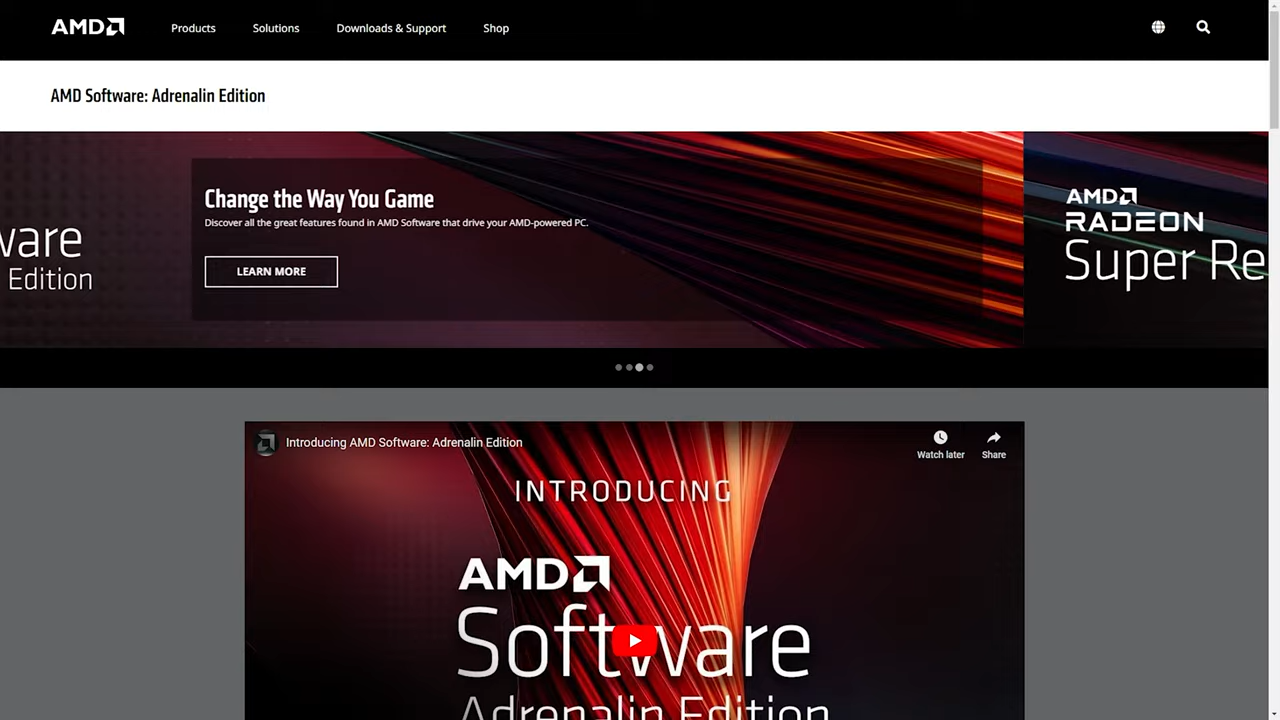 AMD
Products
Solutions
Downloads & Support
Shop
AMD Software: Adrenalin Edition
ware
Edition
Change the Way You Game
Discover all the great features found in AMD Software that drive your AMD-powered PC.
LEARN MORE
AMD
RADEON
Super Re
Introducing AMD Software: Adrenalin Edition
Watch later
Share
INTRODUCING
AMD
Software
Adrenalin Edition